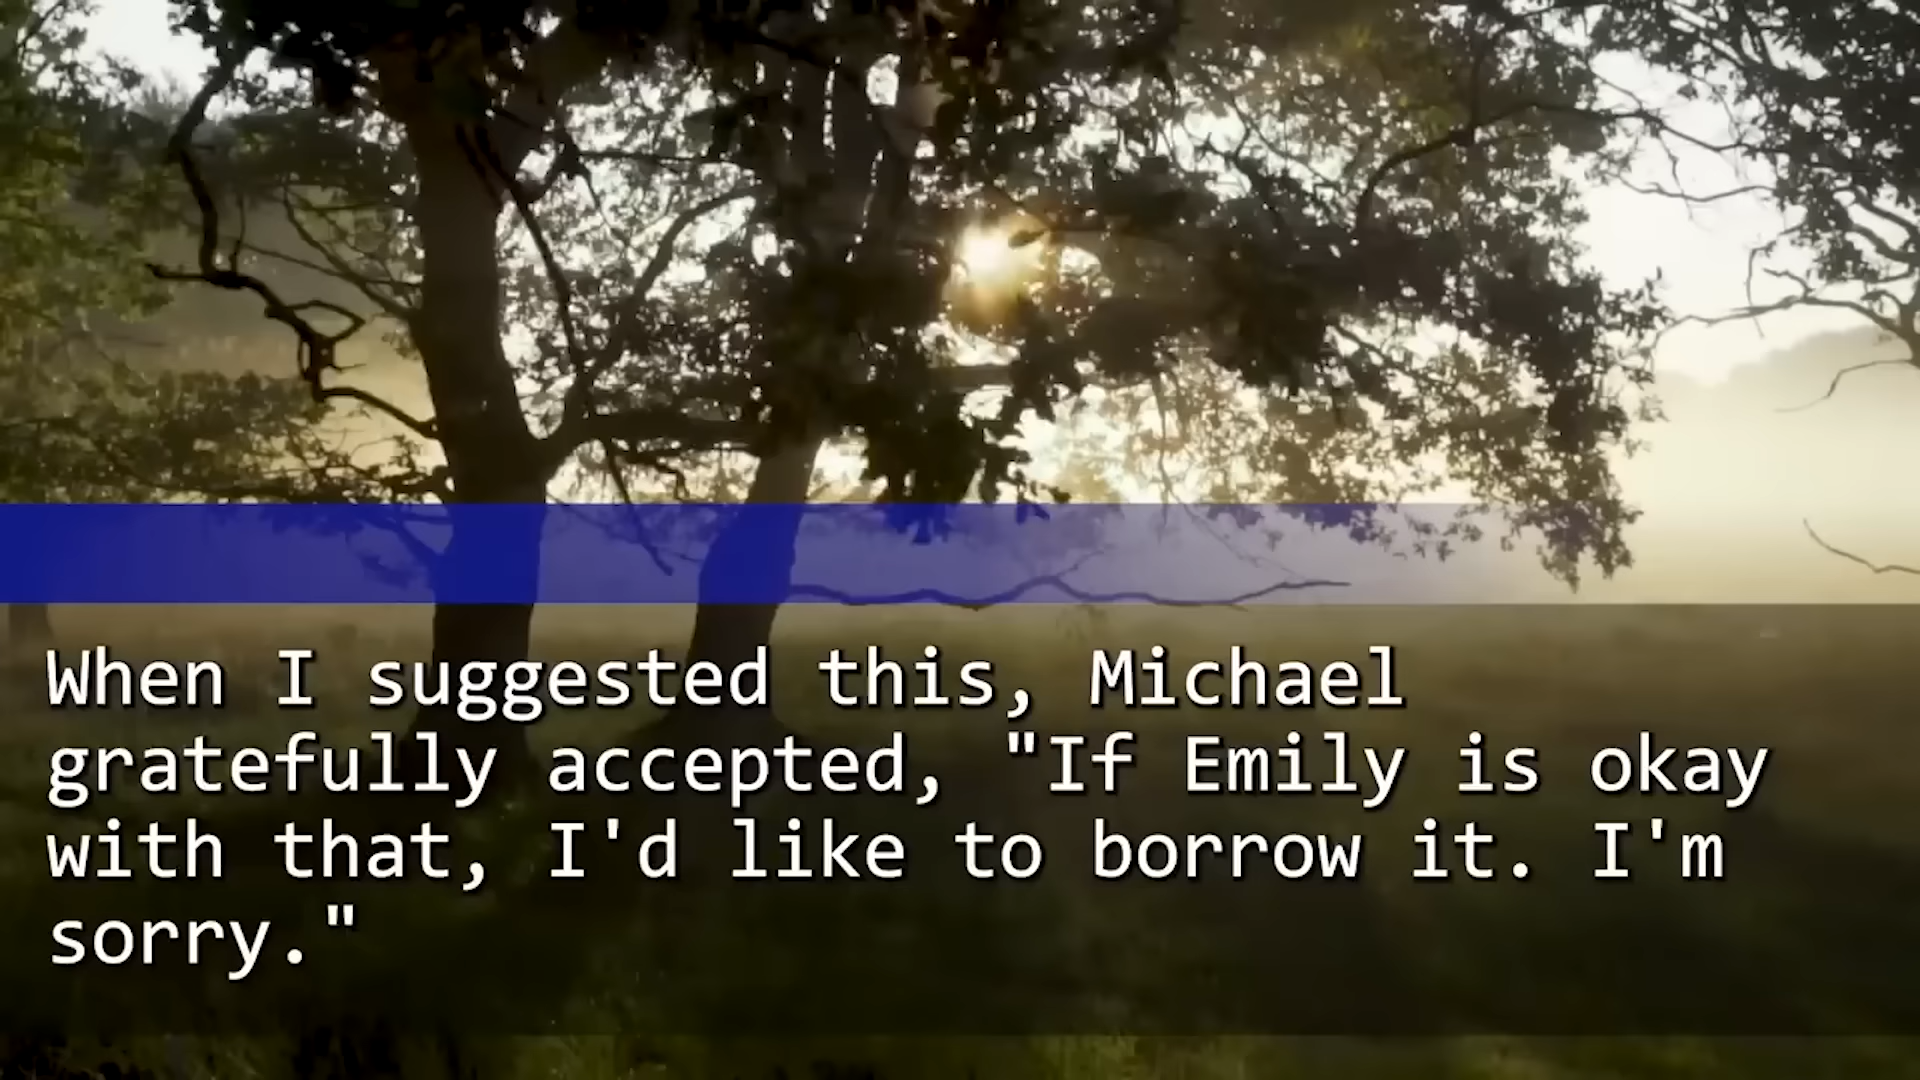 When I suggested this, Michael
gratefully accepted, "If Emily is okay
with that, I'd like to borrow it. I'm
sorry."